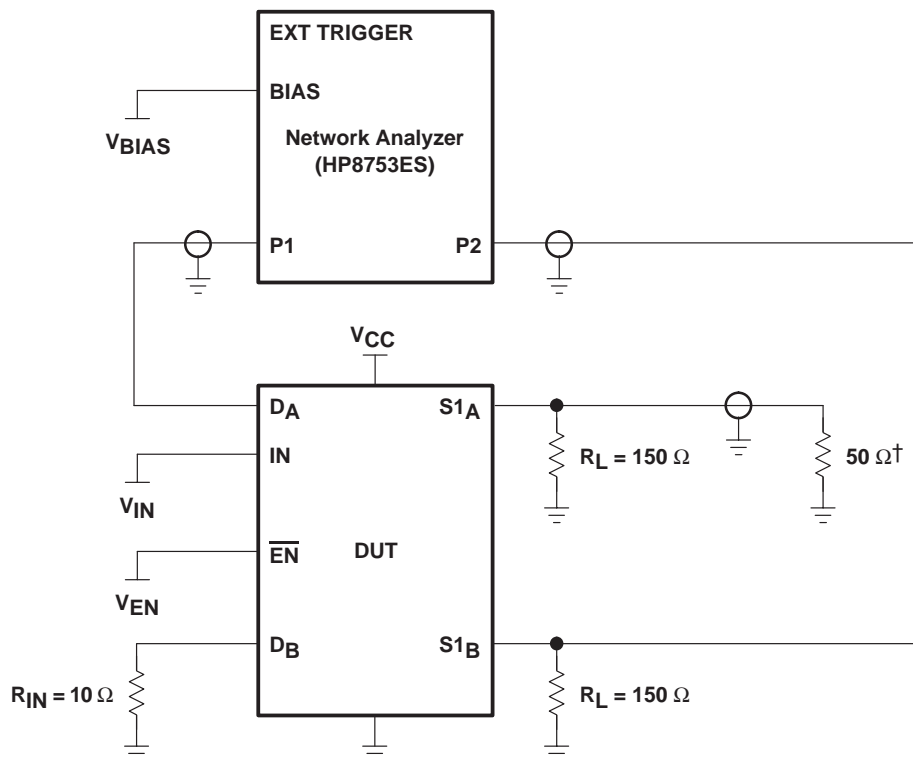 EXT TRIGGER
BIAS
VBIAS
Network Analyzer
(HP8753ES)
P1
P2
VCC
DA
S1A
IN
RL = 150 Ω
50 Ω†
VIN
EN
DUT
VEN
DB
S1B
RIN = 10 Ω
RL = 150 Ω